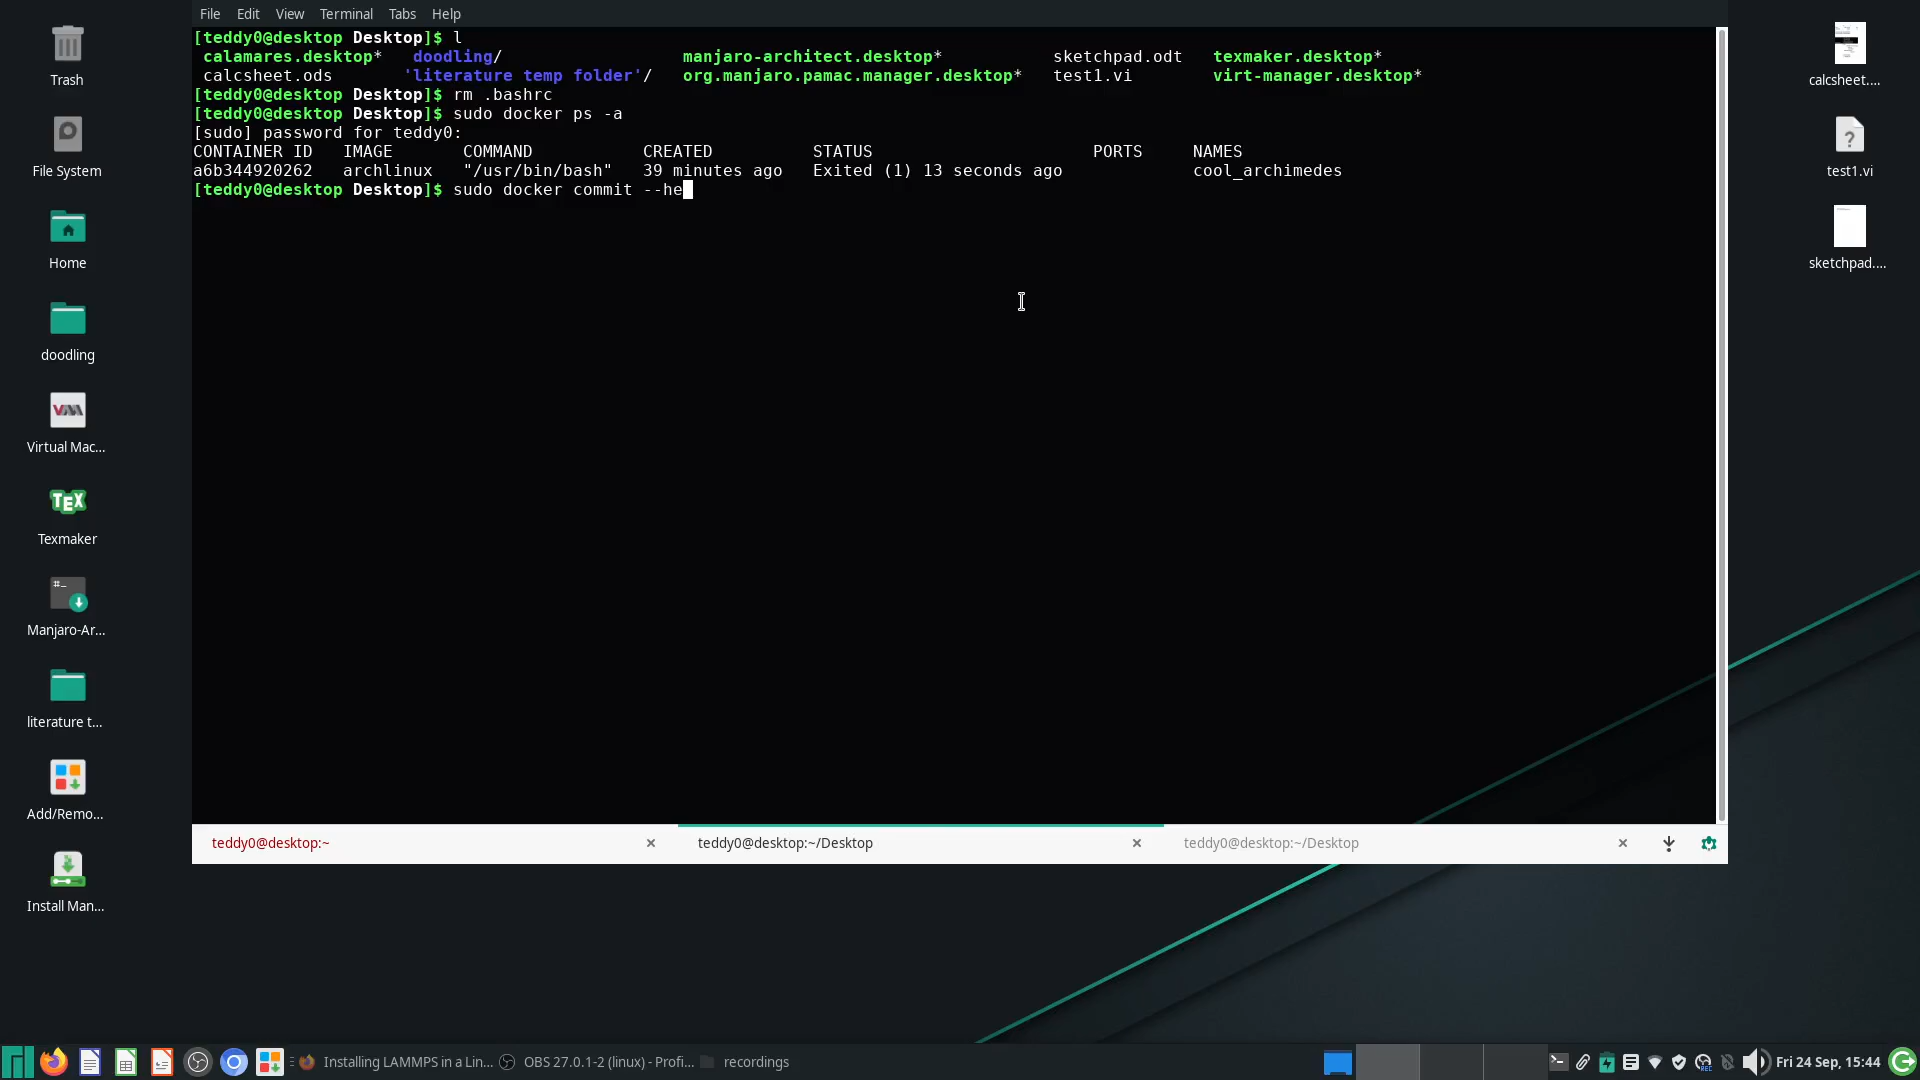 File Edit View Terminal Tabs Help
[teddy0@desktop Desktop]$ l
calamares.desktop* doodling/ manjaro-architect.desktop* sketchpad.odt texmaker.desktop*
calcsheet.ods 'literature temp folder'/ org.manjaro.pamac.manager.desktop* test1.vi virt-manager.desktop*
[teddy0@desktop Desktop]$ rm .bashrc
[teddy0@desktop Desktop]$ sudo docker ps -a
[sudo] password for teddy0:
CONTAINER ID IMAGE COMMAND CREATED STATUS PORTS NAMES
a6b344920262 archlinux "/usr/bin/bash" 39 minutes ago Exited (1) 13 seconds ago cool_archimedes
[teddy0@desktop Desktop]$ sudo docker commit --he
teddy0@desktop:~ teddy0@desktop:~/Desktop teddy0@desktop:~/Desktop
Trash
File System
Home
doodling
Virtual Mac...
VMM
TEX
Texmaker
#_
Manjaro-Ar...
literature t...
Add/Remo...
Install Man...
calcsheet....
?
test1.vi
sketchpad....
Installing LAMMPS in a Lin... OBS 27.0.1-2 (linux) - Profi... recordings
REC
Fri 24 Sep, 15:44